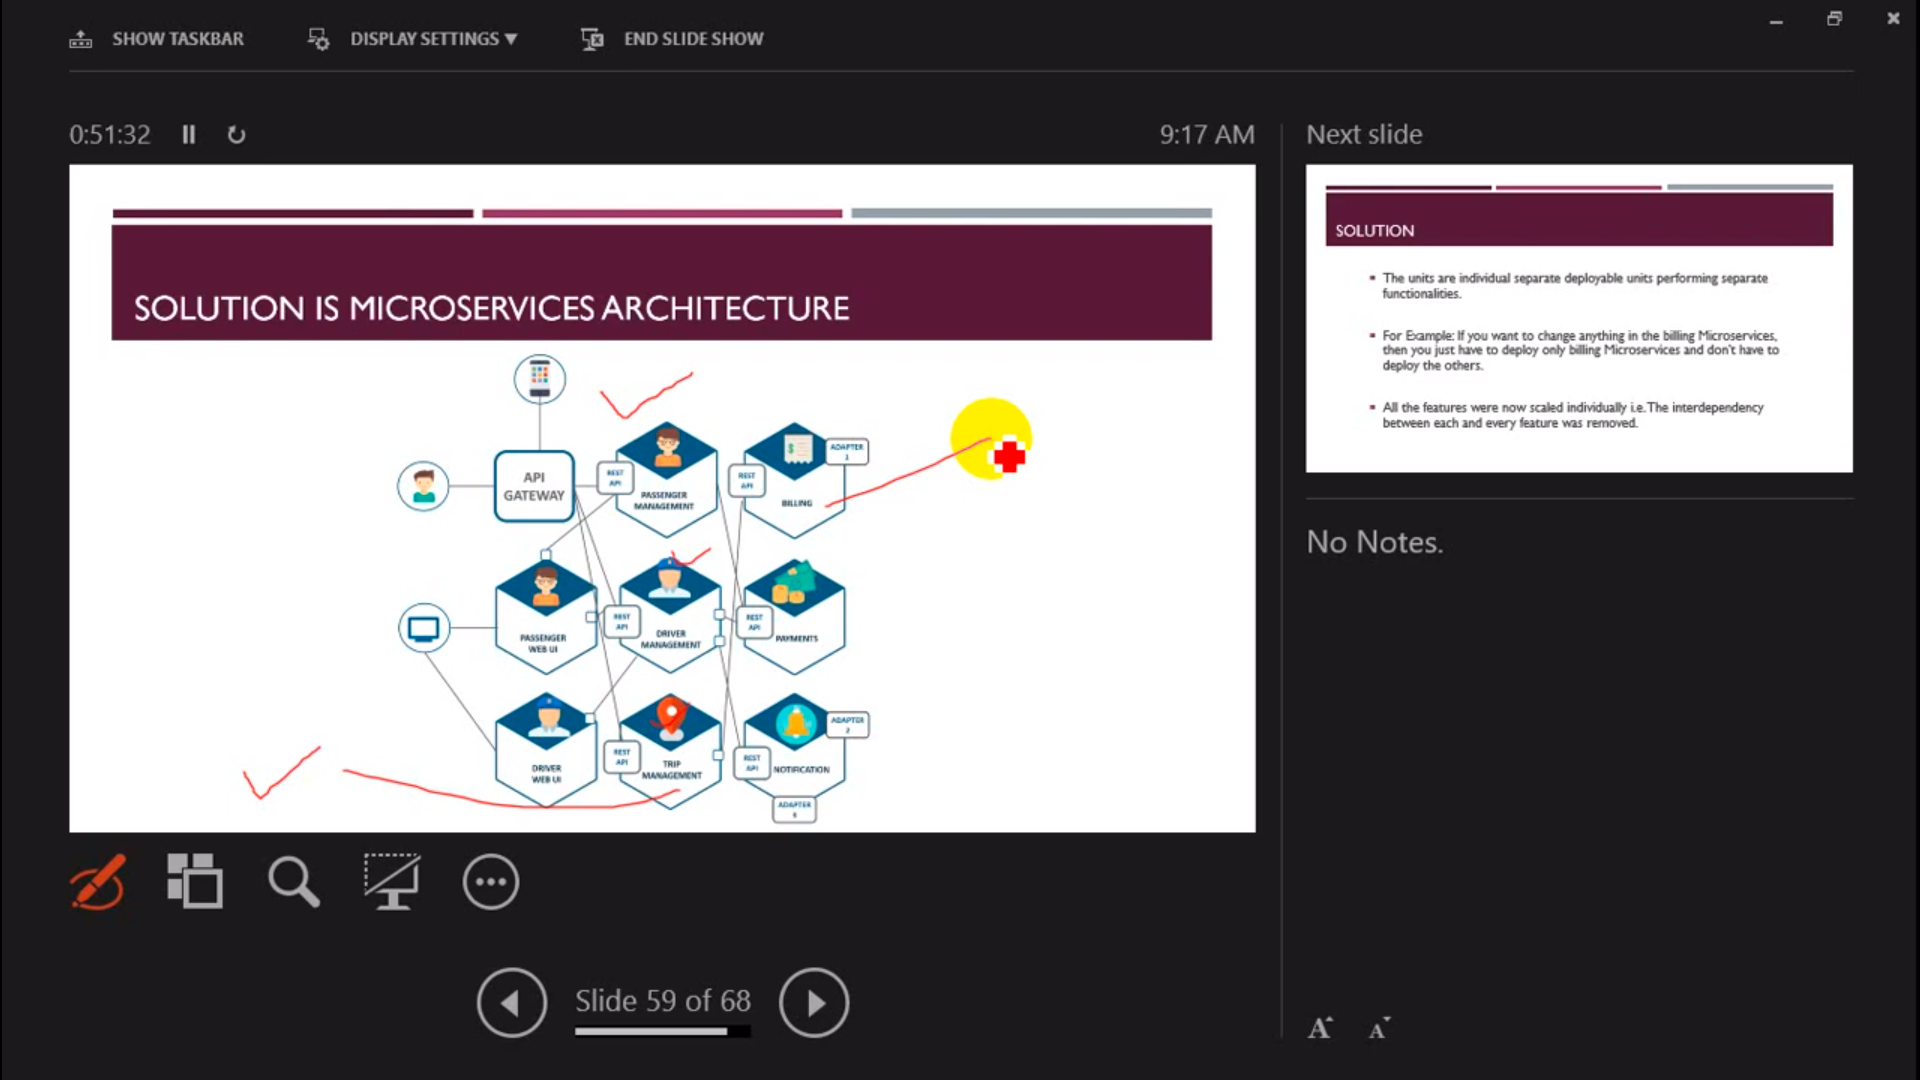 SHOW TASKBAR
DISPLAY SETTINGS ▼
END SLIDE SHOW
0:51:32
9:17 AM
Next slide
SOLUTION IS MICROSERVICES ARCHITECTURE
API
GATEWAY
REST
API
PASSENGER
MANAGEMENT
REST
API
BILLING
ADAPTER
1
PASSENGER
WEB UI
REST
API
DRIVER
MANAGEMENT
REST
API
PAYMENTS
DRIVER
WEB UI
REST
API
TRIP
MANAGEMENT
REST
API
NOTIFICATION
ADAPTER
2
ADAPTER
SOLUTION
The units are individual separate deployable units performing separate
functionalities.
For Example: If you want to change anything in the billing Microservices,
then you just have to deploy only billing Microservices and don't have to
deploy the others.
All the features were now scaled individually i.e. The interdependency
between each and every feature was removed.
No Notes.
Slide 59 of 68
A
A